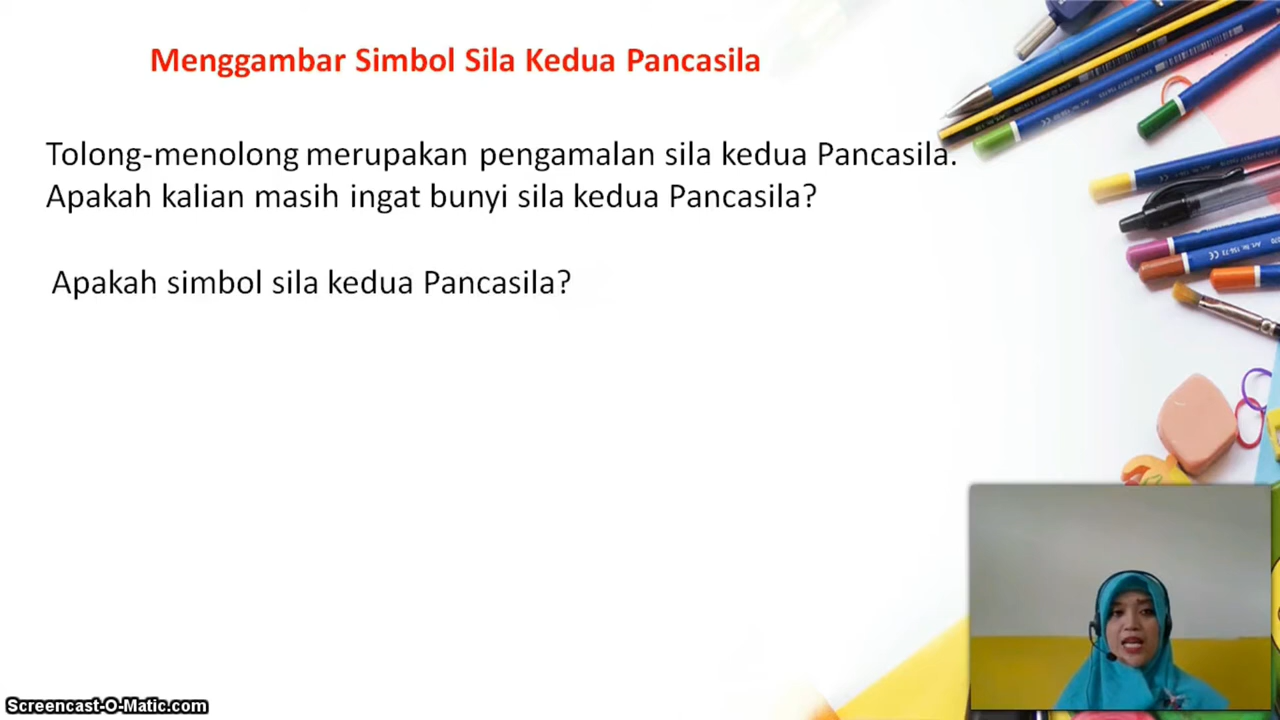 Menggambar Simbol Sila Kedua Pancasila
Tolong-menolong merupakan pengamalan sila kedua Pancasila.
Apakah kalian masih ingat bunyi sila kedua Pancasila?
Apakah simbol sila kedua Pancasila?
Screencast-O-Matic.com